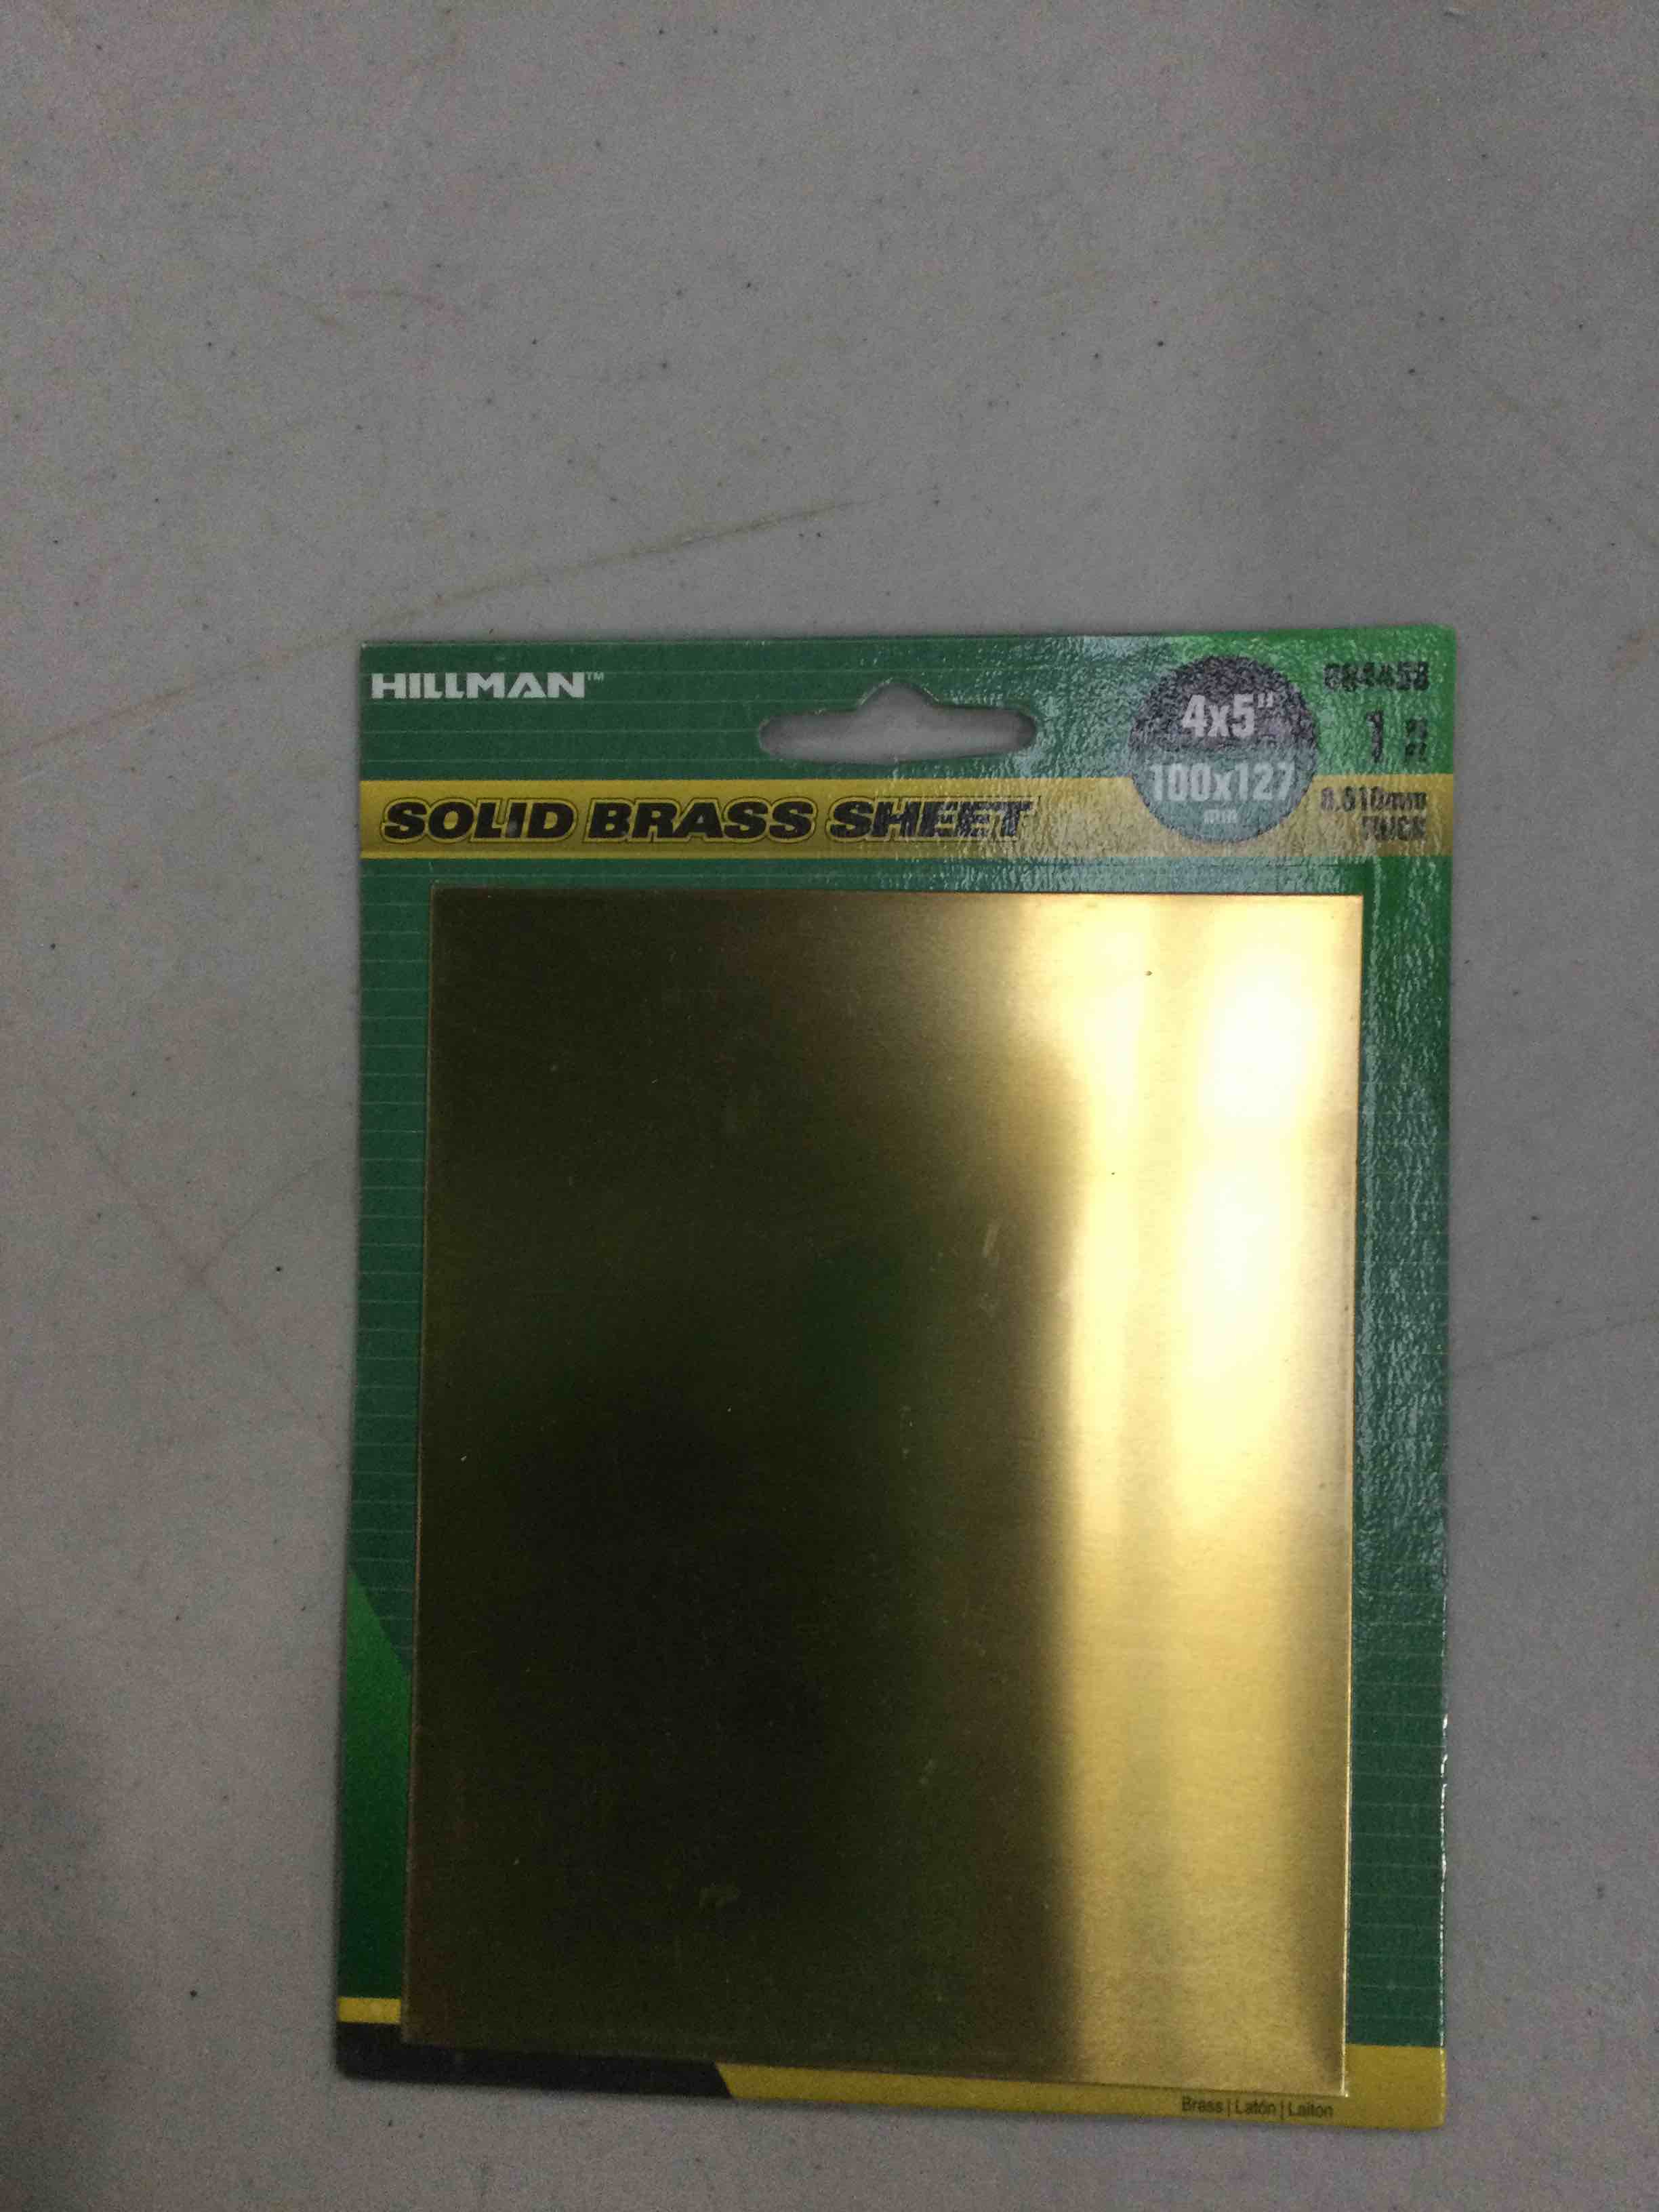 HILLMAN™
4x5"
100x127
mm
1
SOLID BRASS SHEET
THICK
Brass | Latón | Laiton